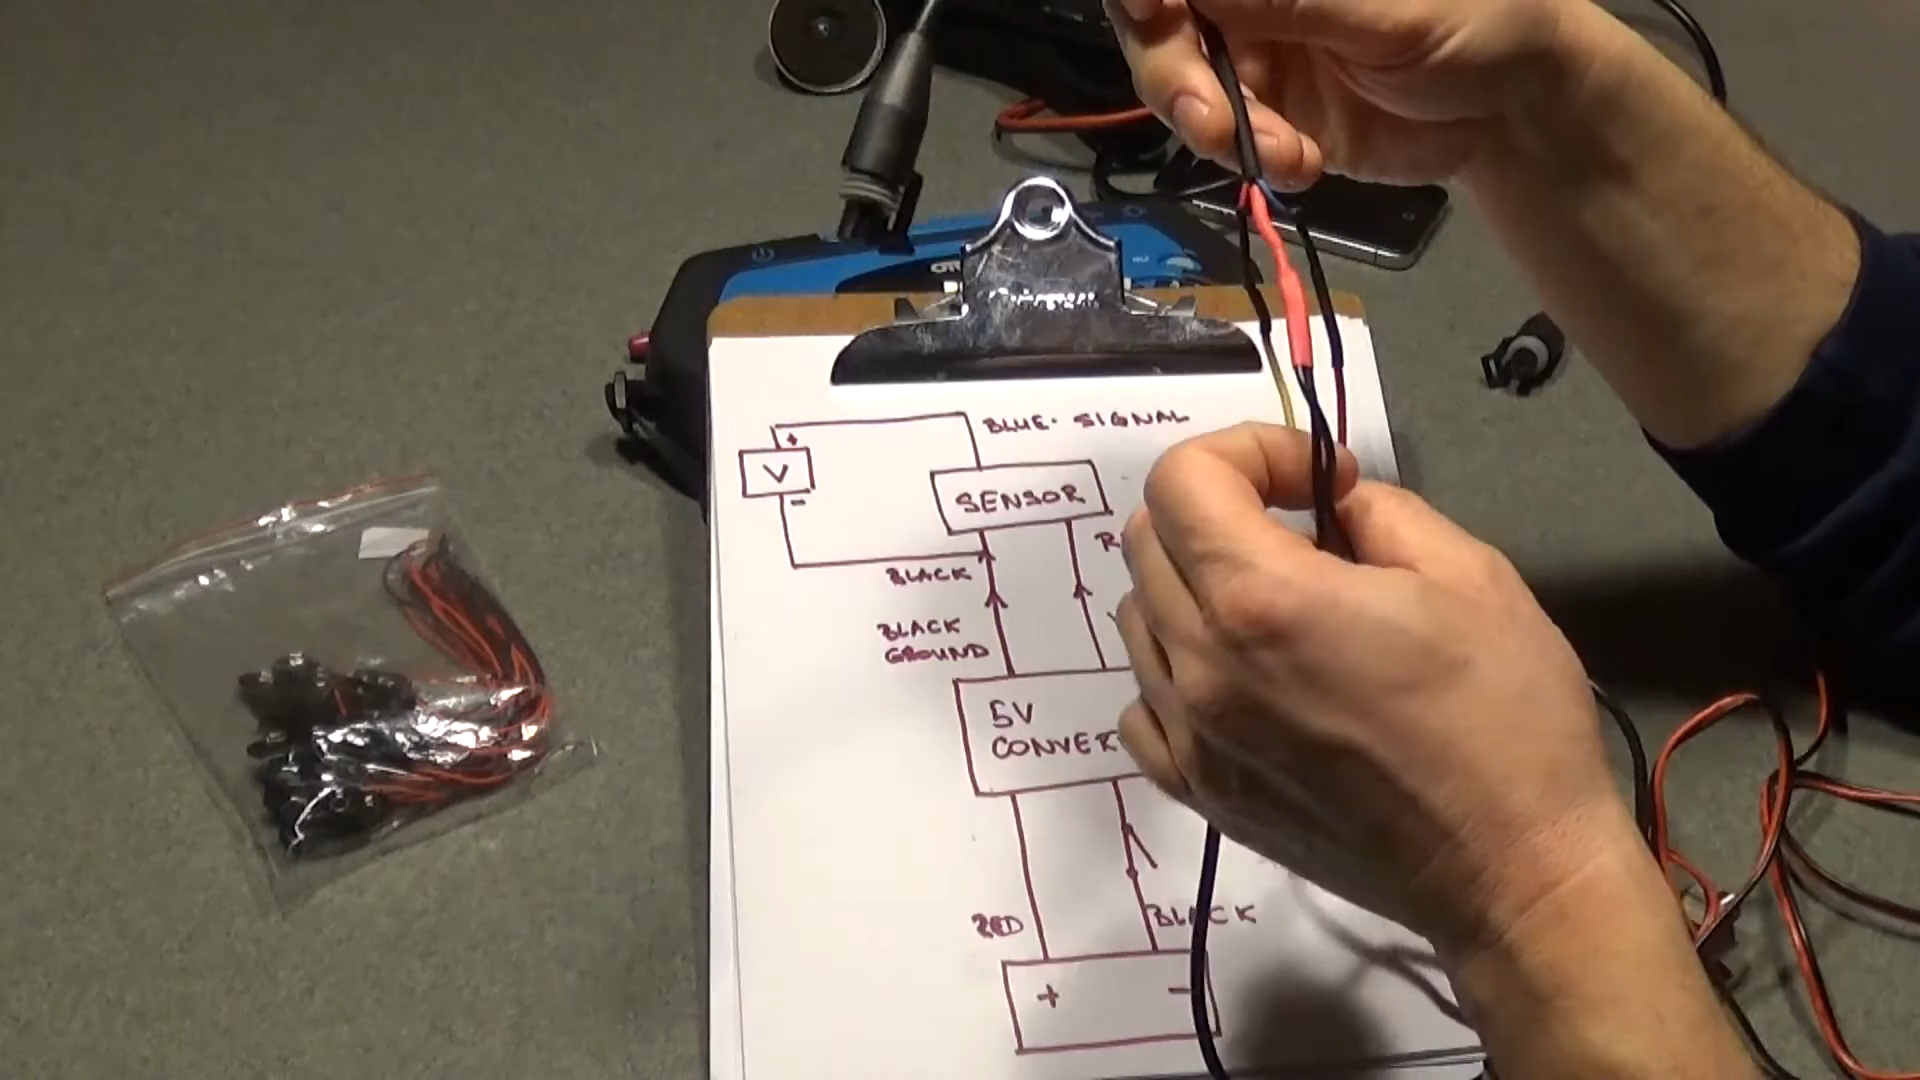 BLUE. SIGNAL
+
V
-
SENSOR
BLACK
BLACK
GROUND
5V
CONVERT
RED
BLACK
+ -